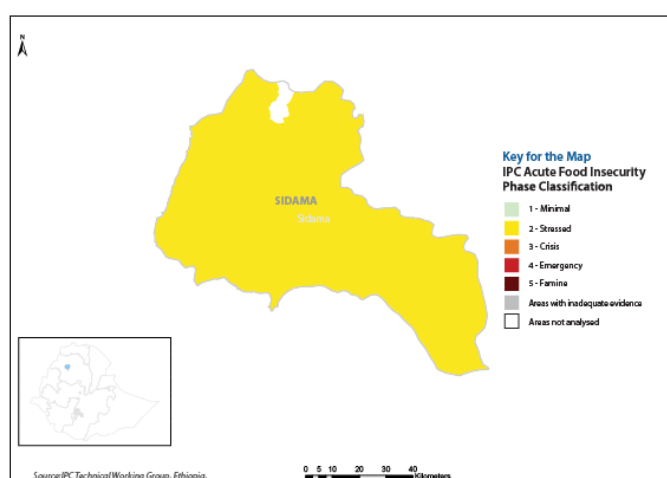 N
SIDAMA
Sidama
Key for the Map
IPC Acute Food Insecurity
Phase Classification
1 - Minimal
2 - Stressed
3 - Crisis
4 - Emergency
5 - Famine
Areas with inadequate evidence
Areas not analysed
Source:IPC Technical Working Group, Ethiopia.
0 5 10 20 30 40
Kilometers